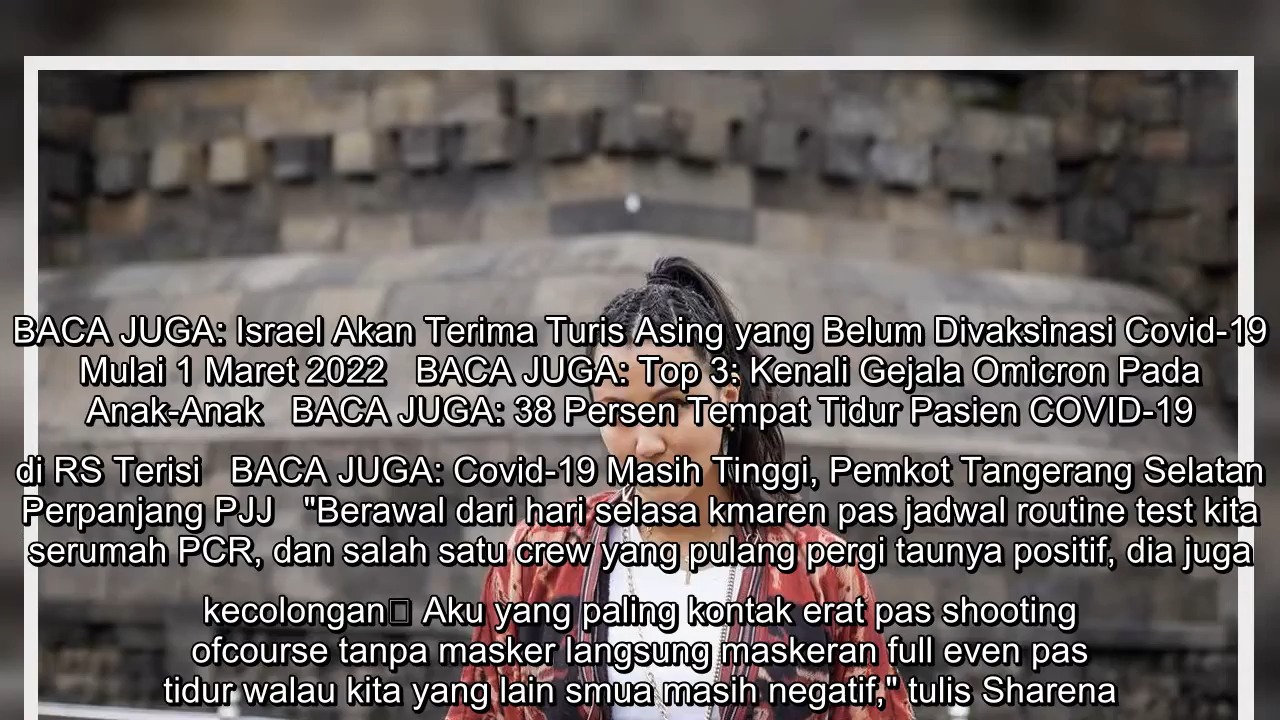 BACA JUGA: Israel Akan Terima Turis Asing yang Belum Divaksinasi Covid-19
Mulai 1 Maret 2022   BACA JUGA: Top 3: Kenali Gejala Omicron Pada
Anak-Anak   BACA JUGA: 38 Persen Tempat Tidur Pasien COVID-19
di RS Terisi   BACA JUGA: Covid-19 Masih Tinggi, Pemkot Tangerang Selatan
Perpanjang PJJ   "Berawal dari hari selasa kmaren pas jadwal routine test kita
serumah PCR, dan salah satu crew yang pulang pergi taunya positif, dia juga
kecolongan Aku yang paling kontak erat pas shooting
ofcourse tanpa masker langsung maskeran full even pas
tidur walau kita yang lain smua masih negatif," tulis Sharena